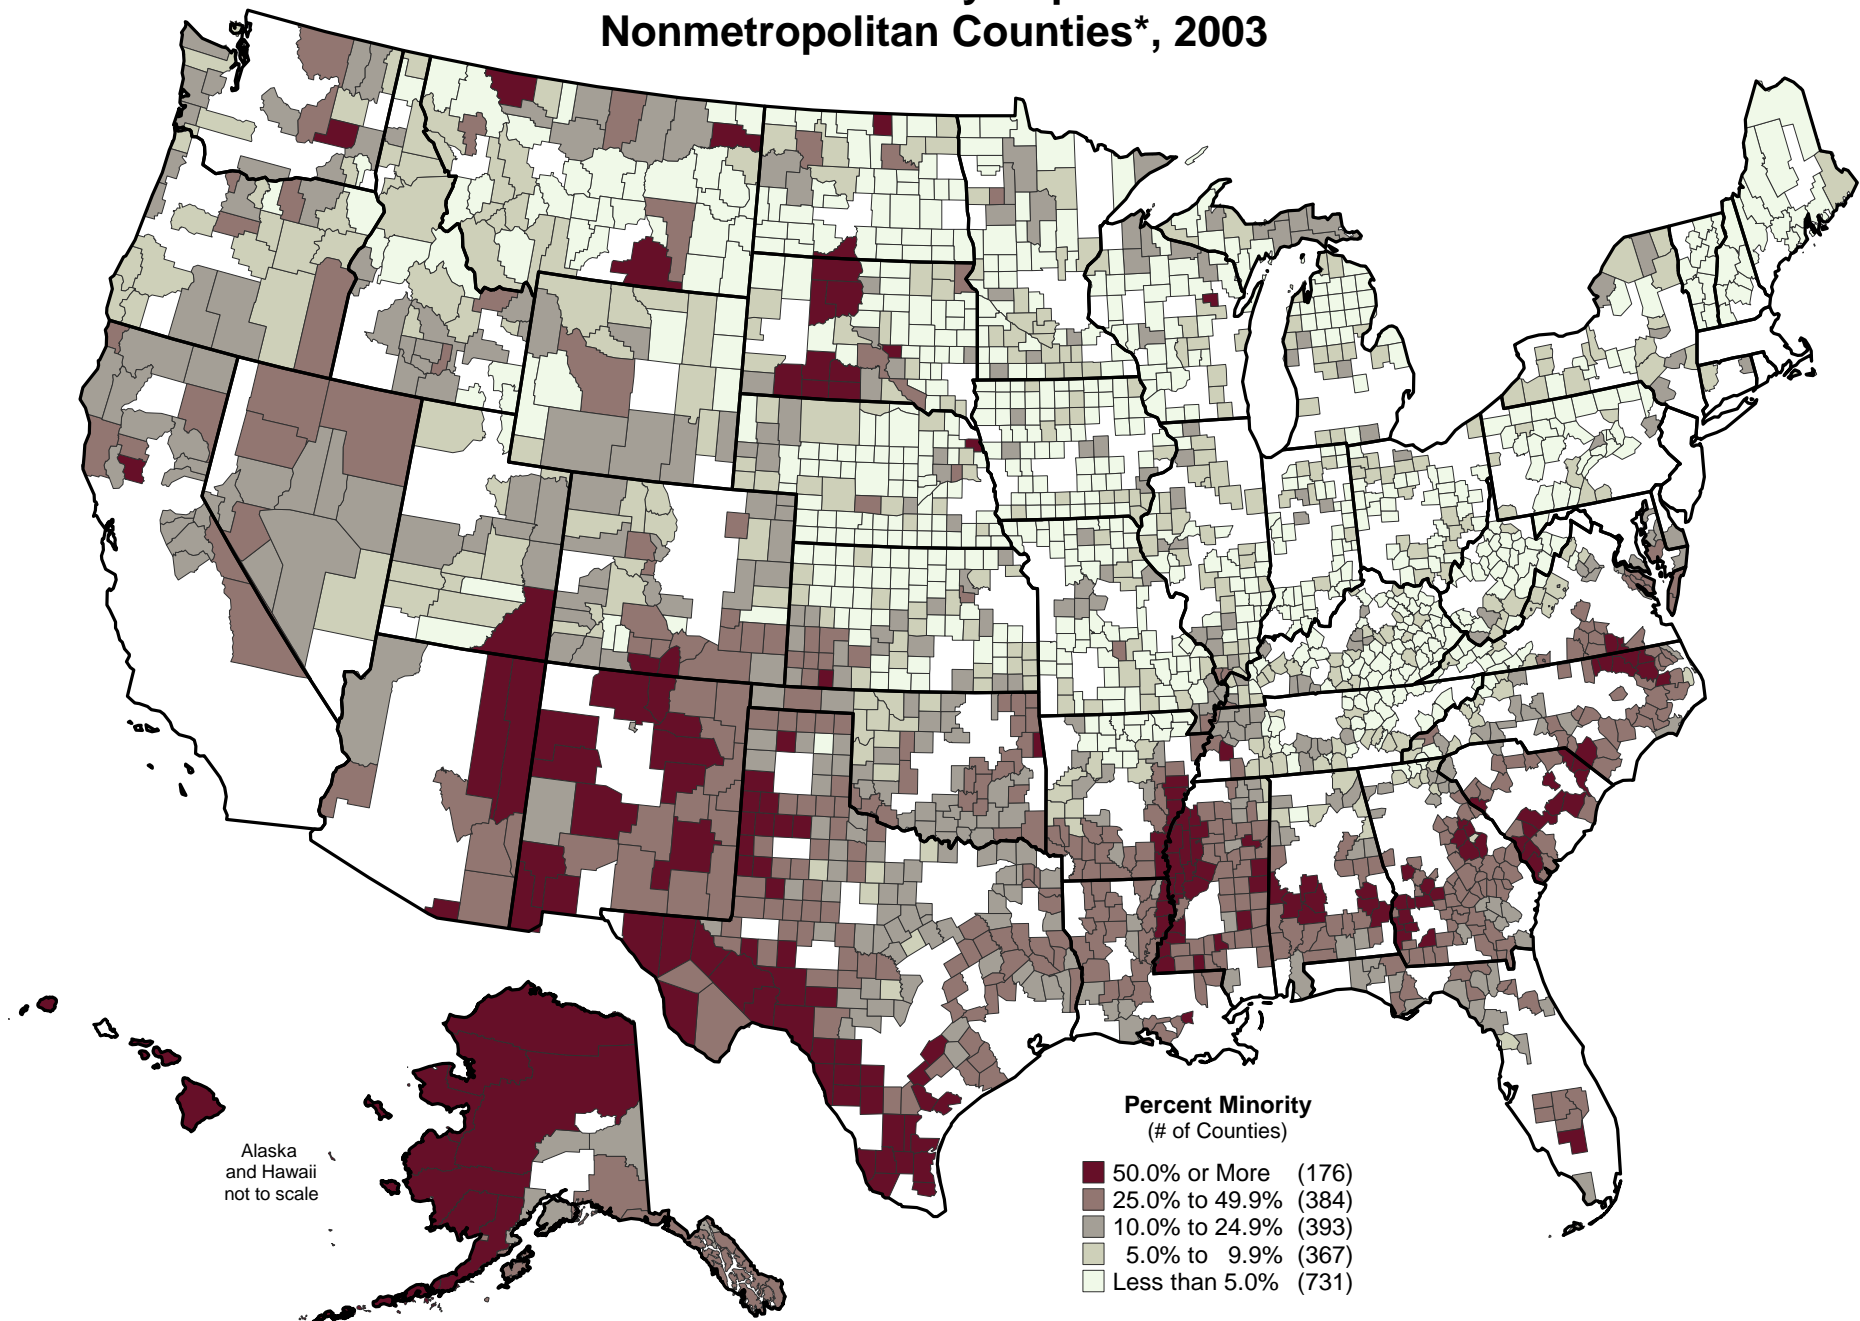 Nonmetropolitan Counties*, 2003
Alaska
and Hawaii
not to scale
Percent Minority
(# of Counties)
50.0% or More (176)
25.0% to 49.9% (384)
10.0% to 24.9% (393)
5.0% to 9.9% (367)
Less than 5.0% (731)